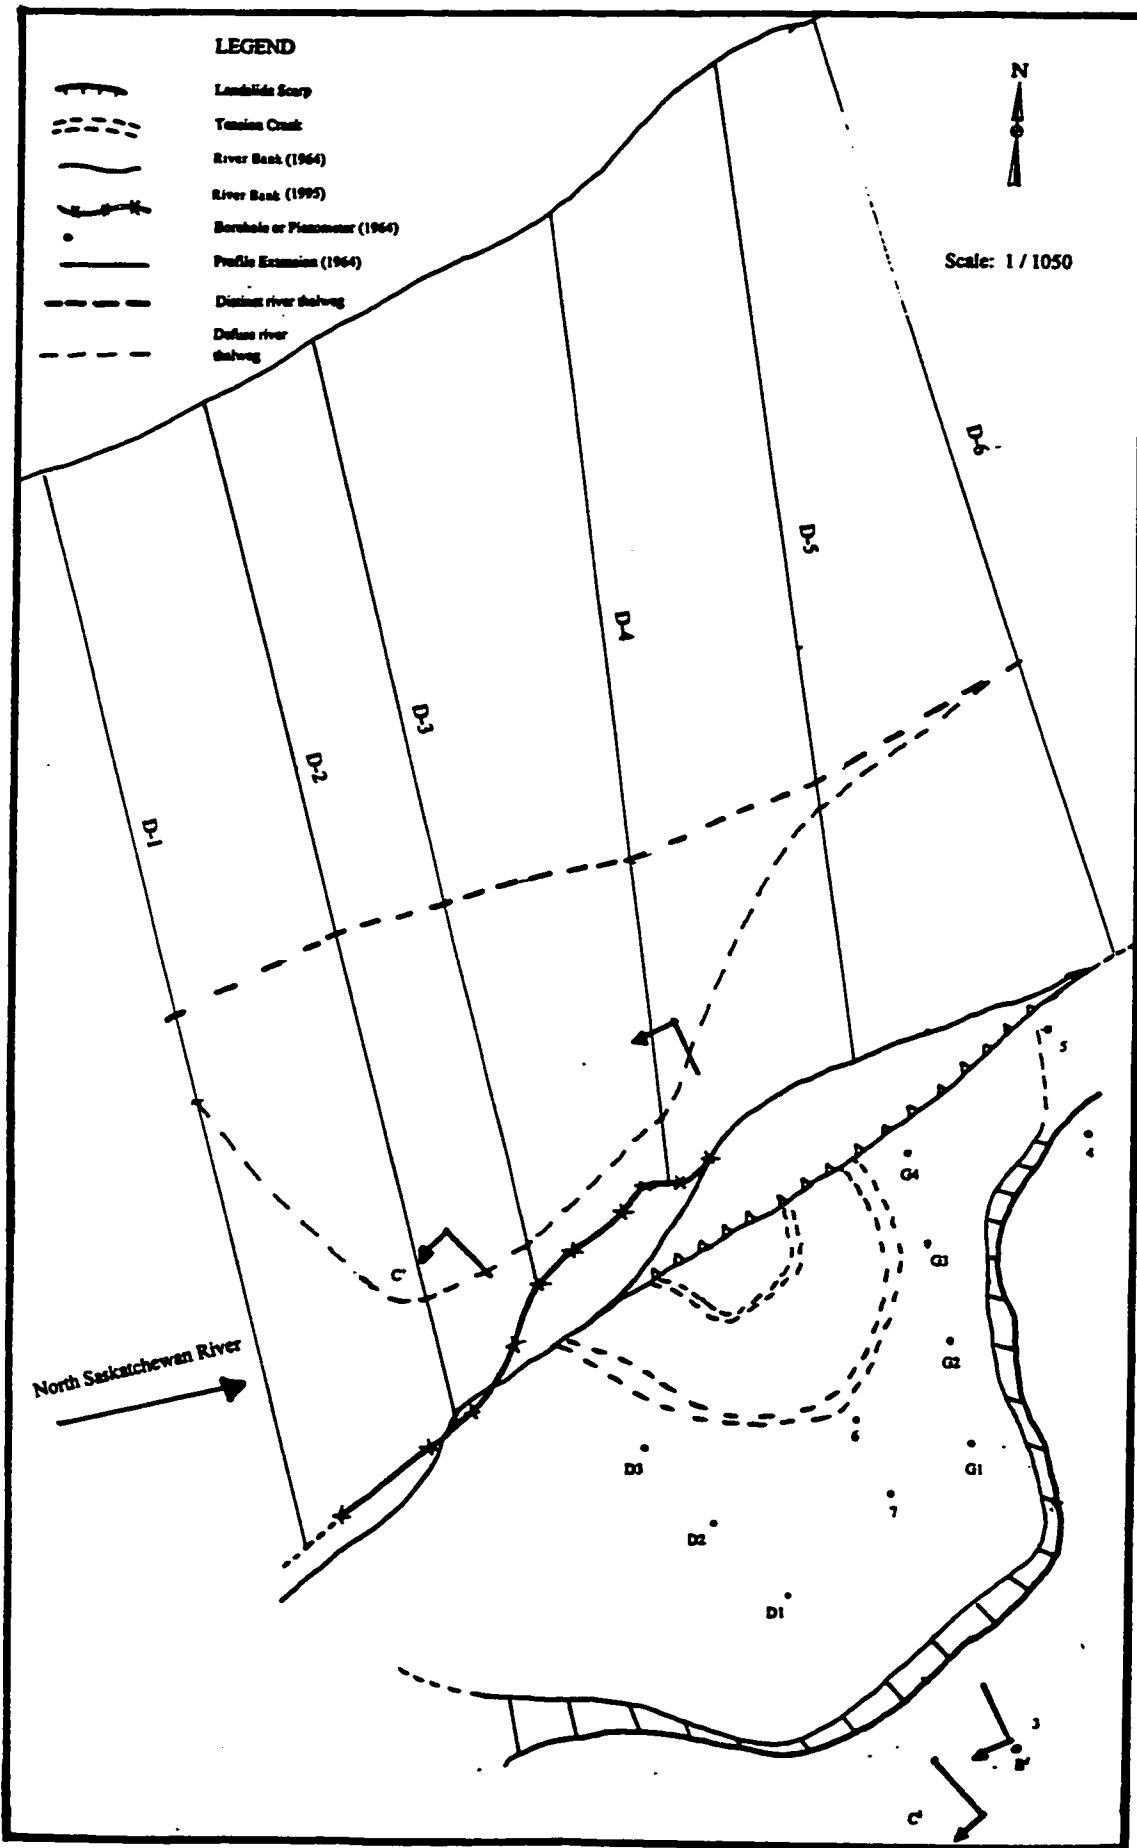 LEGEND
Landslide Scarp
Tension Crack
River Bank (1964)
River Bank (1995)
Borehole or Piezometer (1964)
Profile Extension (1964)
Distinct river thalweg
Defuse river
thalweg
N
Scale: 1 / 1050
D-6
D-5
D-4
D-3
D-2
D-1
5
4
G4
G3
C
North Saskatchewan River
G2
6
D3
G1
7
D2
D1
3
B'
C'